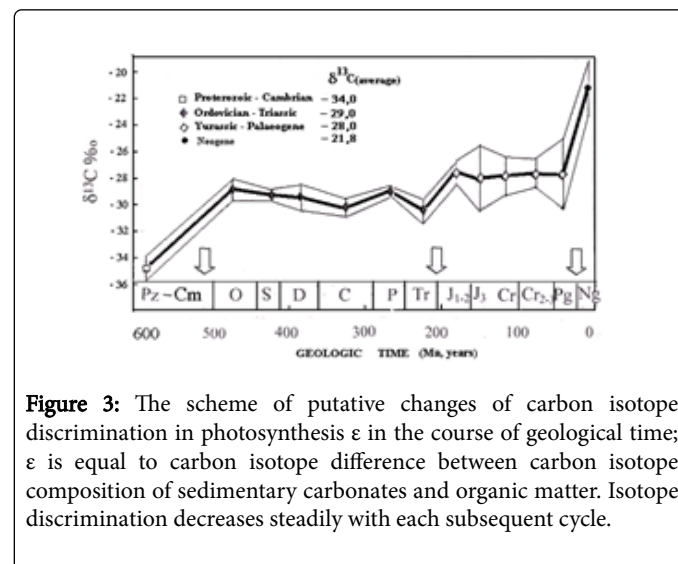 δ¹³C(average)
Proterozoic - Cambrian - 34,0
Ordovician - Triassic - 29,0
Yurassic - Palaeogene - 28,0
Neogene - 21,8
δ¹³C ‰
- 20
- 22
- 24
- 26
- 28
- 30
- 32
- 34
- 36
Pz ~Cm O S D C P Tr J₁₋₂ J₃ Cr Cr₂₋ Pg Ng
600 500 400 300 200 100 0
GEOLOGIC TIME (Ma, years)
Figure 3: The scheme of putative changes of carbon isotope
discrimination in photosynthesis ε in the course of geological time;
ε is equal to carbon isotope difference between carbon isotope
composition of sedimentary carbonates and organic matter. Isotope
discrimination decreases steadily with each subsequent cycle.